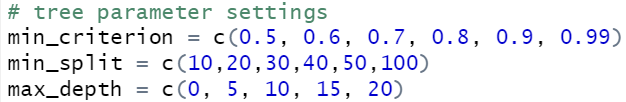 # tree parameter settings
min_criterion = c(0.5, 0.6, 0.7, 0.8, 0.9, 0.99)
min_split = c(10,20,30,40,50,100)
max_depth = c(0, 5, 10, 15, 20)